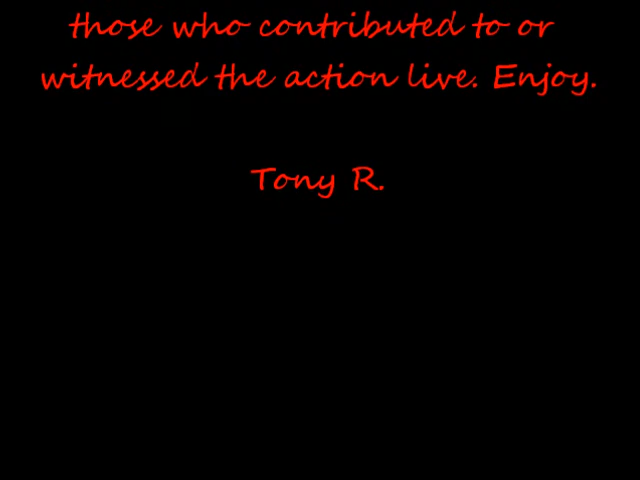 those who contributed to or
witnessed the action live. Enjoy.
Tony R.